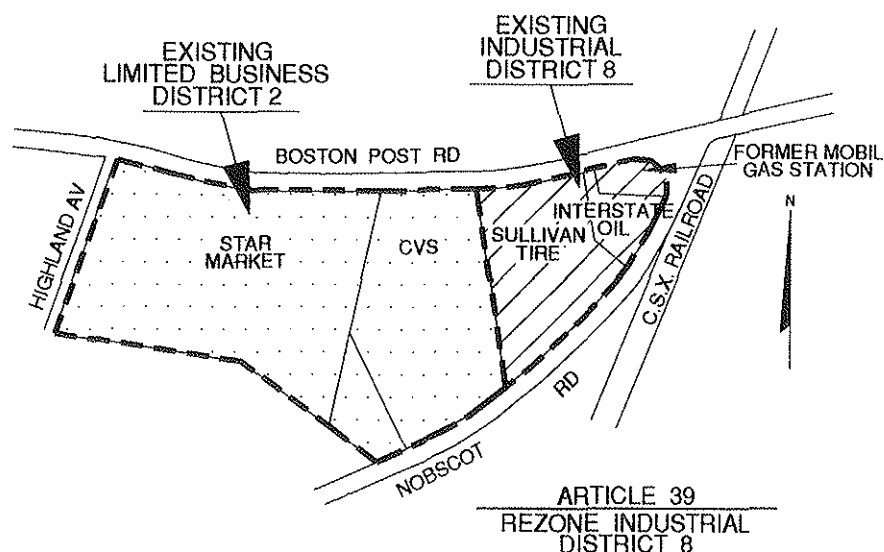 EXISTING
LIMITED BUSINESS
DISTRICT 2
EXISTING
INDUSTRIAL
DISTRICT 8
BOSTON POST RD
FORMER MOBIL
GAS STATION
HIGHLAND AV
STAR
MARKET
CVS
SULLIVAN
TIRE
INTERSTATE
OIL
C.S.X. RAILROAD
N
NOBSCOT
RD
ARTICLE 39
REZONE INDUSTRIAL
DISTRICT 8